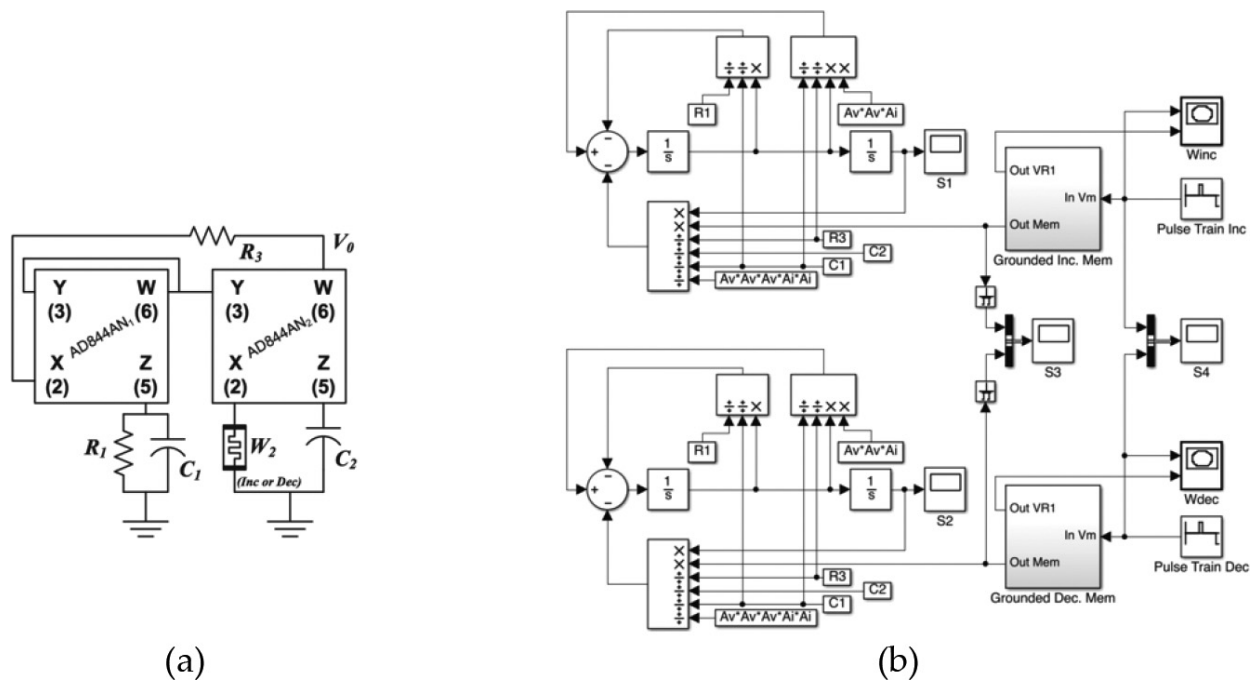 R3 V0
Y W Y W
(3) (6) (3) (6)
AD844AN1 AD844AN2
X Z X Z
(2) (5) (2) (5)
R1 C1 W2 C2
(Inc or Dec)
(a)
÷ ÷ × ÷ ÷ × ×
R1 Av*Av*Ai
− + −
−
1 s 1 s
S1
× × ÷ ÷ ÷ ÷
R3
C2
C1
Av*Av*Av*Ai*Ai
Out VR1
In Vm
Out Mem
Grounded Inc. Mem
Winc
Pulse Train Inc
S3
S4
÷ ÷ × ÷ ÷ × ×
R1 Av*Av*Ai
− + −
−
1 s 1 s
S2
× × ÷ ÷ ÷ ÷
R3
C2
C1
Av*Av*Av*Ai*Ai
Out VR1
In Vm
Out Mem
Grounded Dec. Mem
Wdec
Pulse Train Dec
(b)